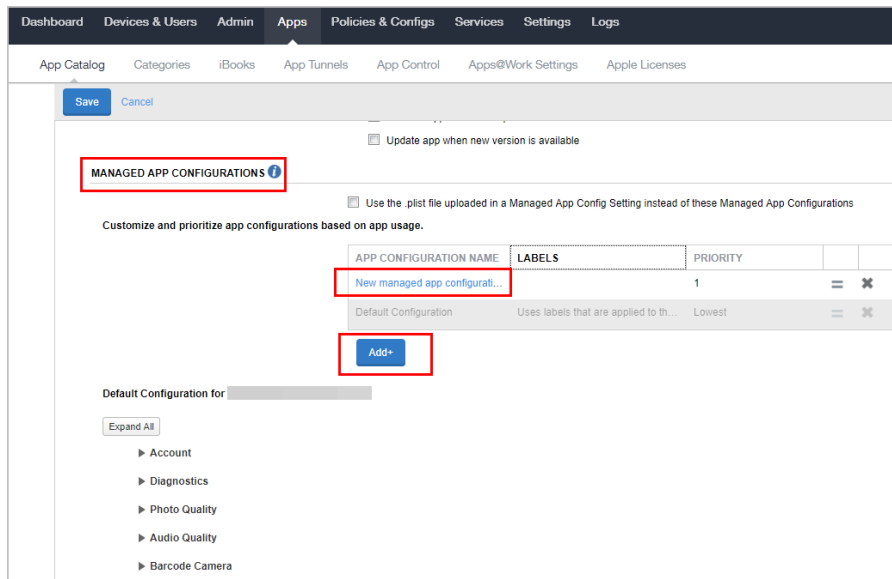 Dashboard Devices & Users Admin Apps Policies & Configs Services Settings Logs
App Catalog Categories iBooks App Tunnels App Control Apps@Work Settings Apple Licenses
Save Cancel
Update app when new version is available
MANAGED APP CONFIGURATIONS i
Use the .plist file uploaded in a Managed App Config Setting instead of these Managed App Configurations
Customize and prioritize app configurations based on app usage.
APP CONFIGURATION NAME LABELS PRIORITY
New managed app configurati... 1
Default Configuration Uses labels that are applied to th... Lowest
Add+
Default Configuration for
Expand All
Account
Diagnostics
Photo Quality
Audio Quality
Barcode Camera